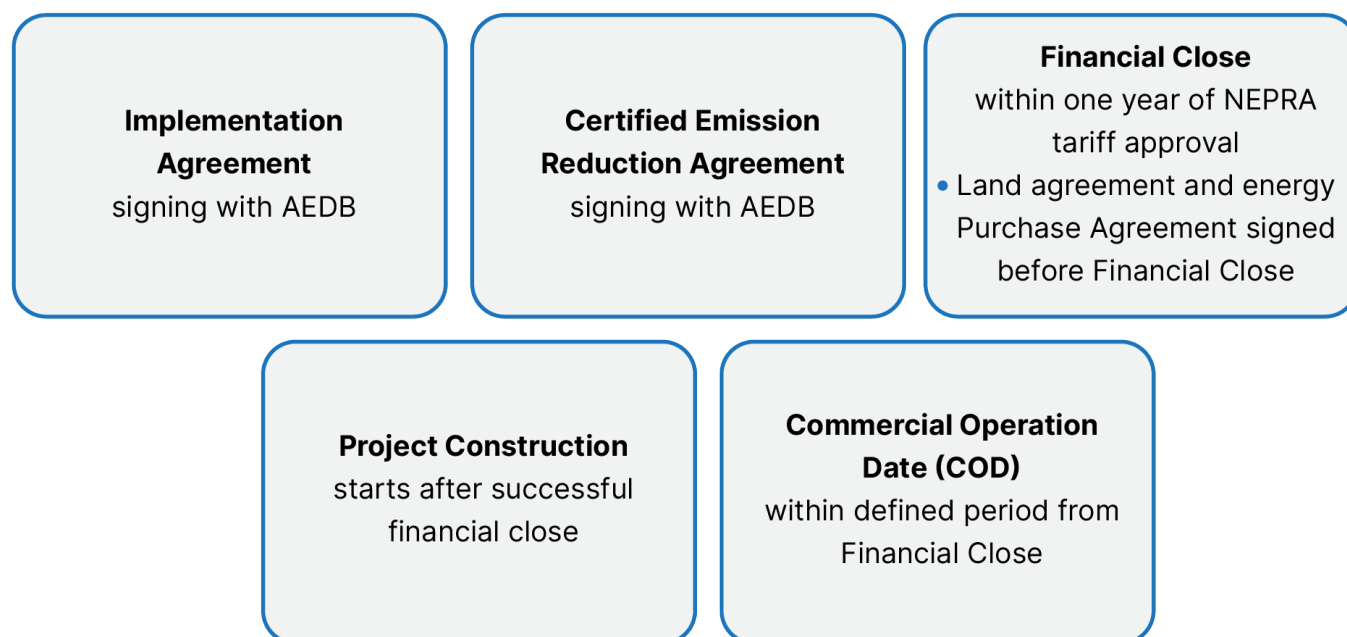 Implementation
Agreement
signing with AEDB
Certified Emission
Reduction Agreement
signing with AEDB
Financial Close
within one year of NEPRA
tariff approval
• Land agreement and energy
Purchase Agreement signed
before Financial Close
Project Construction
starts after successful
financial close
Commercial Operation
Date (COD)
within defined period from
Financial Close